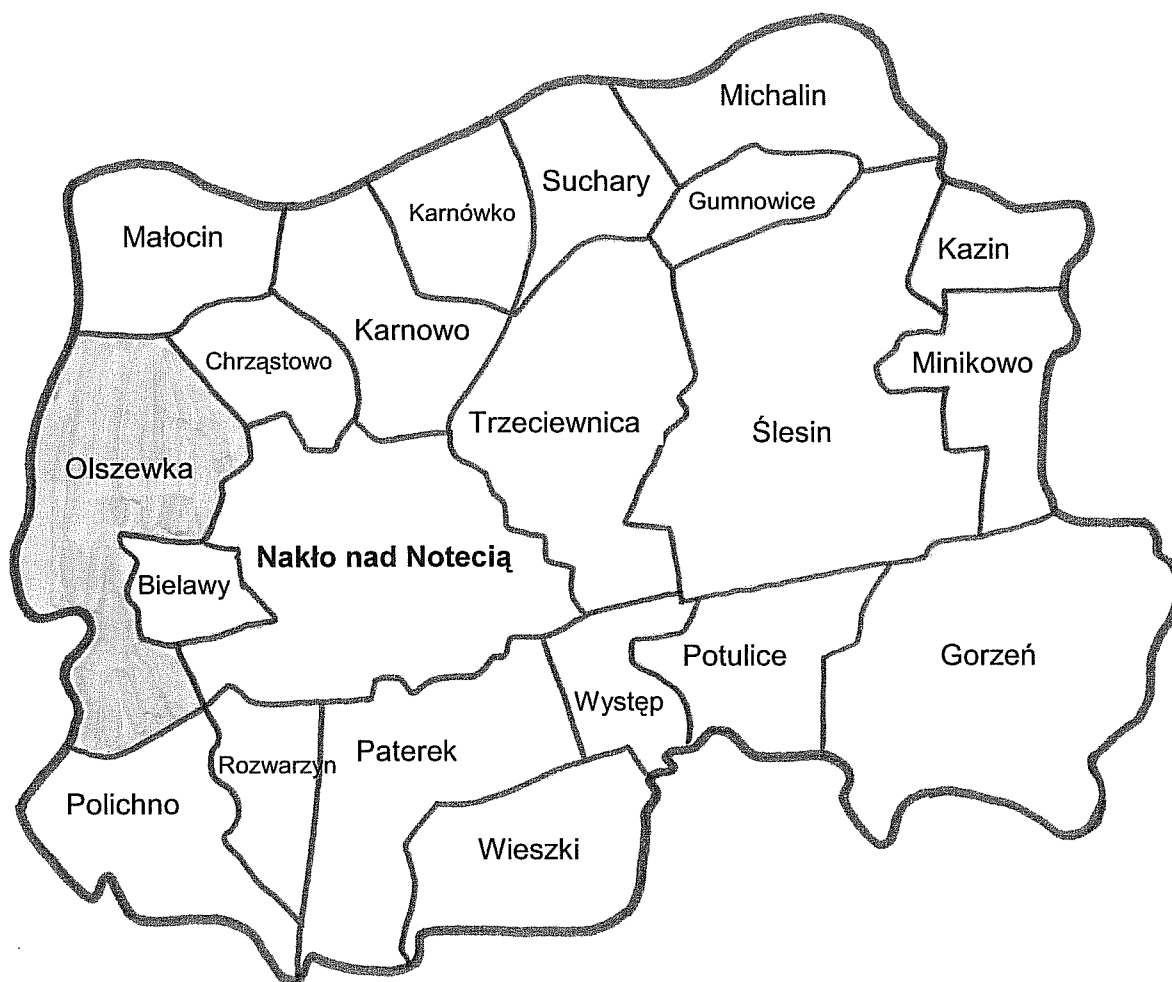 Michalin
Suchary
Gumnowice
Karnówko
Małocin
Kazin
Karnowo
Chrząstowo
Minikowo
Trzeciewnica
Ślesin
Olszewka
Nakło nad Notecią
Bielawy
Potulice
Gorzeń
Występ
Paterek
Rozwarzyn
Polichno
Wieszki